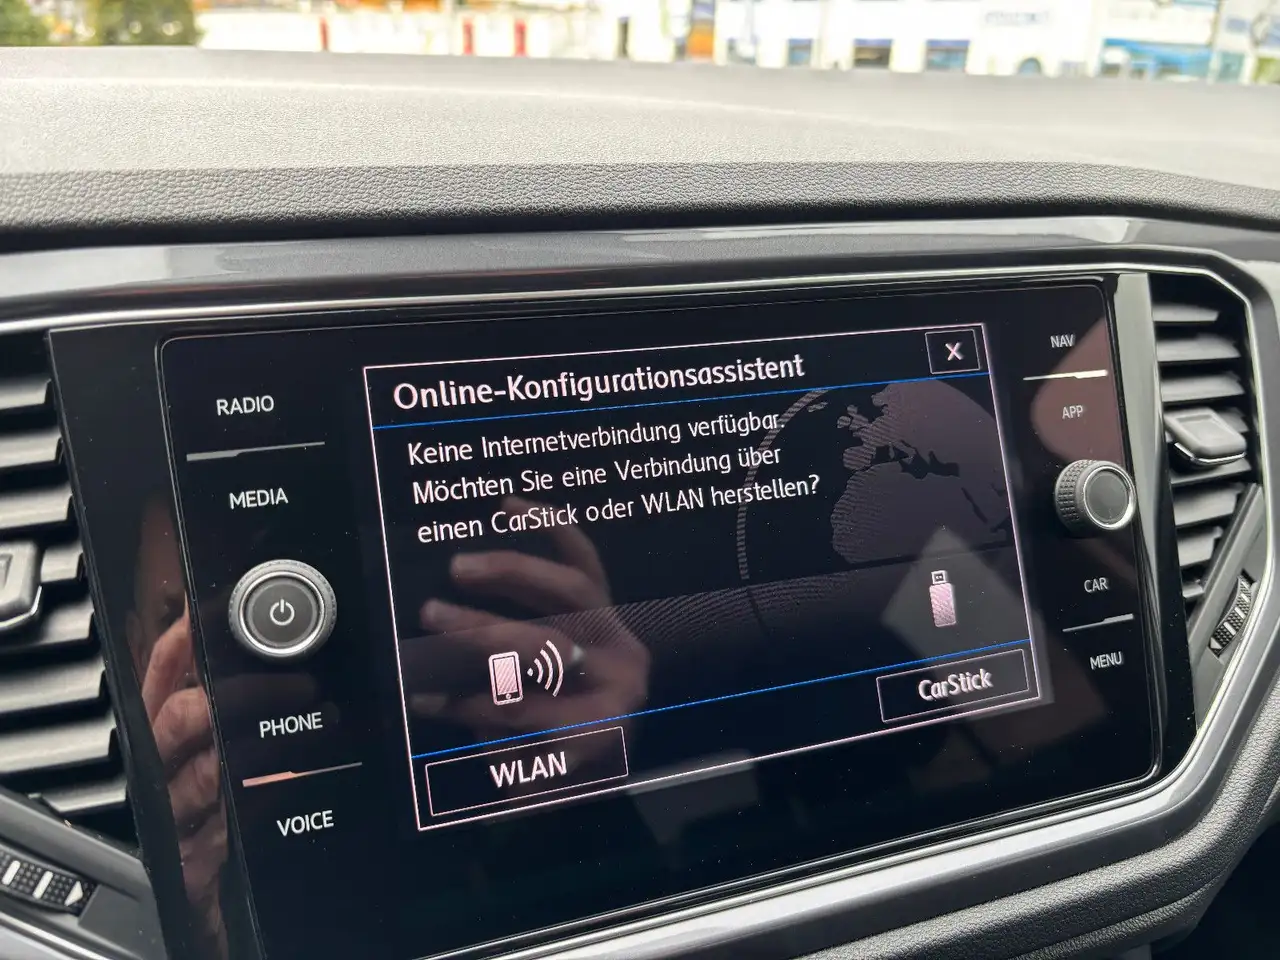 RADIO
MEDIA
PHONE
VOICE
Online-Konfigurationsassistent
X
Keine Internetverbindung verfügbar.
Möchten Sie eine Verbindung über
einen CarStick oder WLAN herstellen?
WLAN
CarStick
NAV
APP
CAR
MENU